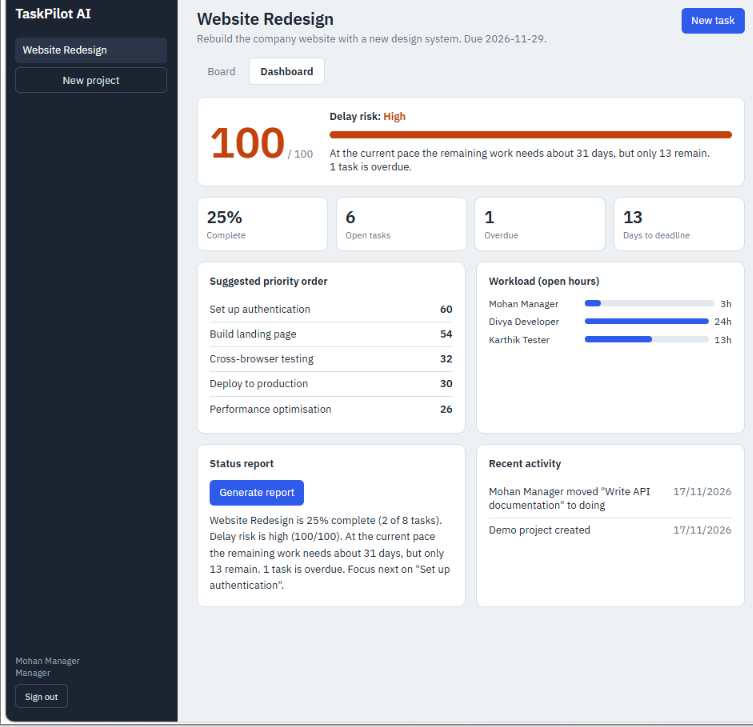 TaskPilot AI
Website Redesign
New project
Website Redesign
Rebuild the company website with a new design system. Due 2026-11-29.
New task
Board
Dashboard
Delay risk: High
100 / 100
At the current pace the remaining work needs about 31 days, but only 13 remain.
1 task is overdue.
25%
Complete
6
Open tasks
1
Overdue
13
Days to deadline
Suggested priority order
Set up authentication 60
Build landing page 54
Cross-browser testing 32
Deploy to production 30
Performance optimisation 26
Workload (open hours)
Mohan Manager 3h
Divya Developer 24h
Karthik Tester 13h
Status report
Generate report
Website Redesign is 25% complete (2 of 8 tasks).
Delay risk is high (100/100). At the current pace
the remaining work needs about 31 days, but only
13 remain. 1 task is overdue. Focus next on "Set up
authentication".
Recent activity
Mohan Manager moved "Write API 17/11/2026
documentation" to doing
Demo project created 17/11/2026
Mohan Manager
Manager
Sign out